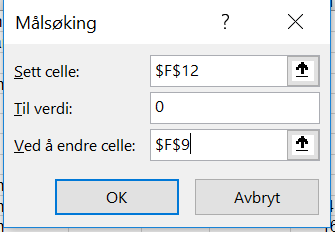 Målsøking ? ×
Sett celle: $F$12
Til verdi: 0
Ved å endre celle: $F$9
OK Avbryt